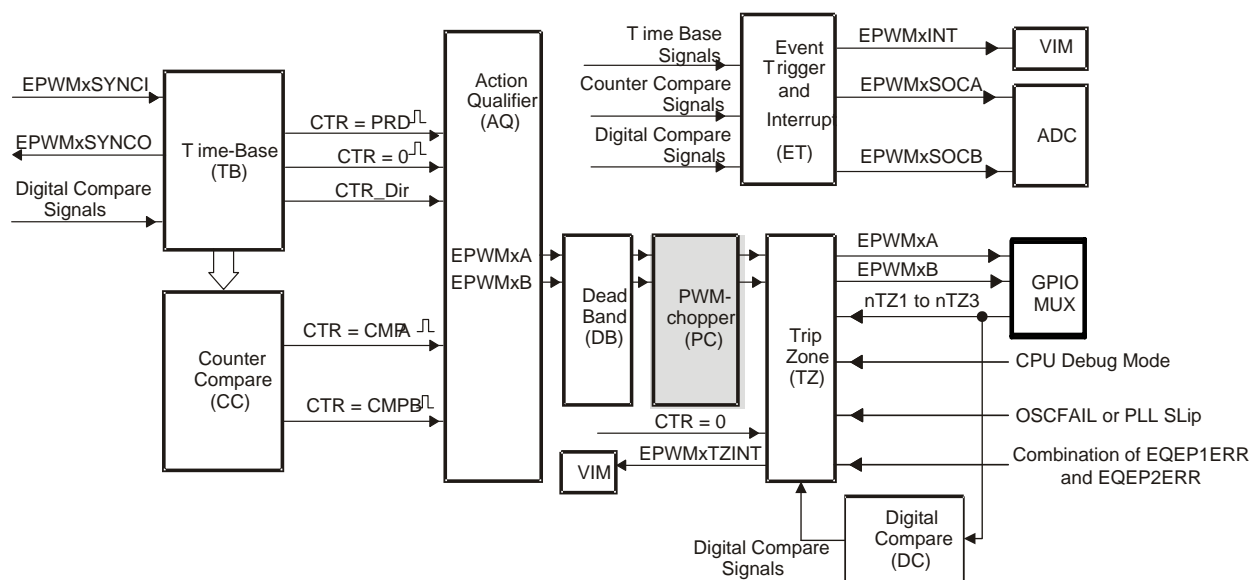 EPWMxSYNCI
EPWMxSYNCO
Digital Compare
Signals
Time-Base
(TB)
CTR = PRD
CTR = 0
CTR_Dir
Counter
Compare
(CC)
CTR = CMPA
CTR = CMPB
Action
Qualifier
(AQ)
EPWMxA
EPWMxB
Time Base
Signals
Counter Compare
Signals
Digital Compare
Signals
Event
Trigger
and
Interrupt
(ET)
EPWMxINT
EPWMxSOCA
EPWMxSOCB
VIM
ADC
Dead
Band
(DB)
PWM-
chopper
(PC)
Trip
Zone
(TZ)
EPWMxA
EPWMxB
nTZ1 to nTZ3
GPIO
MUX
CPU Debug Mode
OSCFAIL or PLL SLip
Combination of EQEP1ERR
and EQEP2ERR
CTR = 0
EPWMxTZINT
VIM
Digital Compare
Signals
Digital
Compare
(DC)